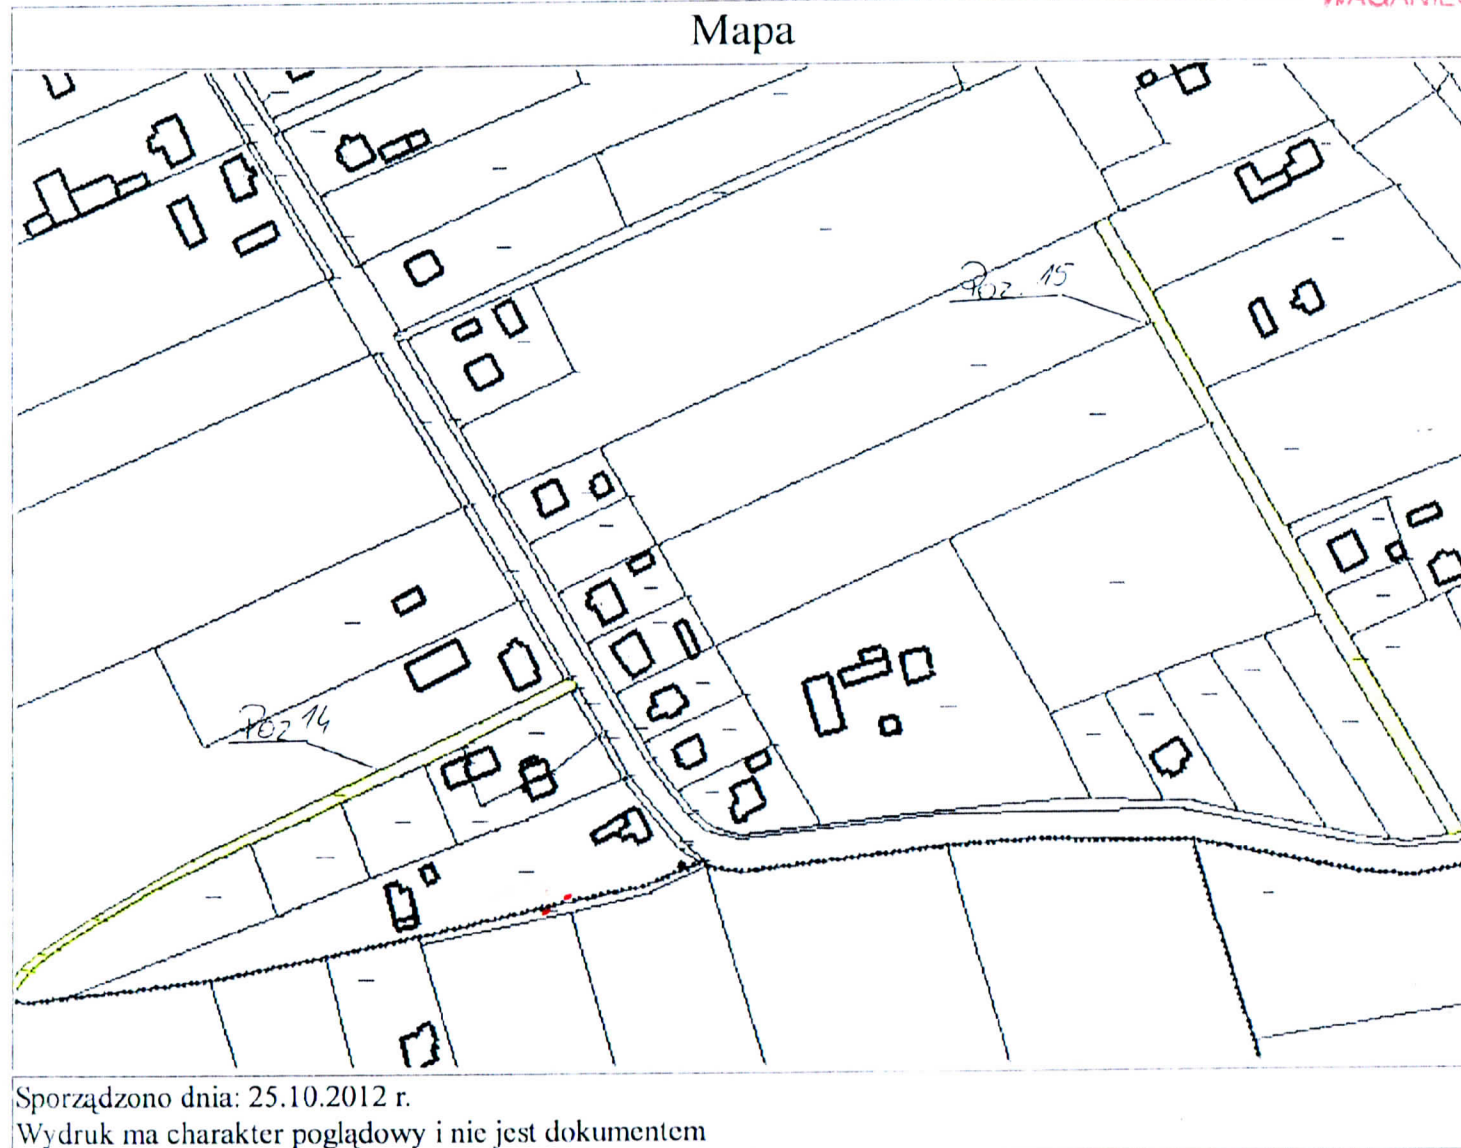 Mapa
Poz. 15
Poz 14
Sporządzono dnia: 25.10.2012 r.
Wydruk ma charakter poglądowy i nie jest dokumentem